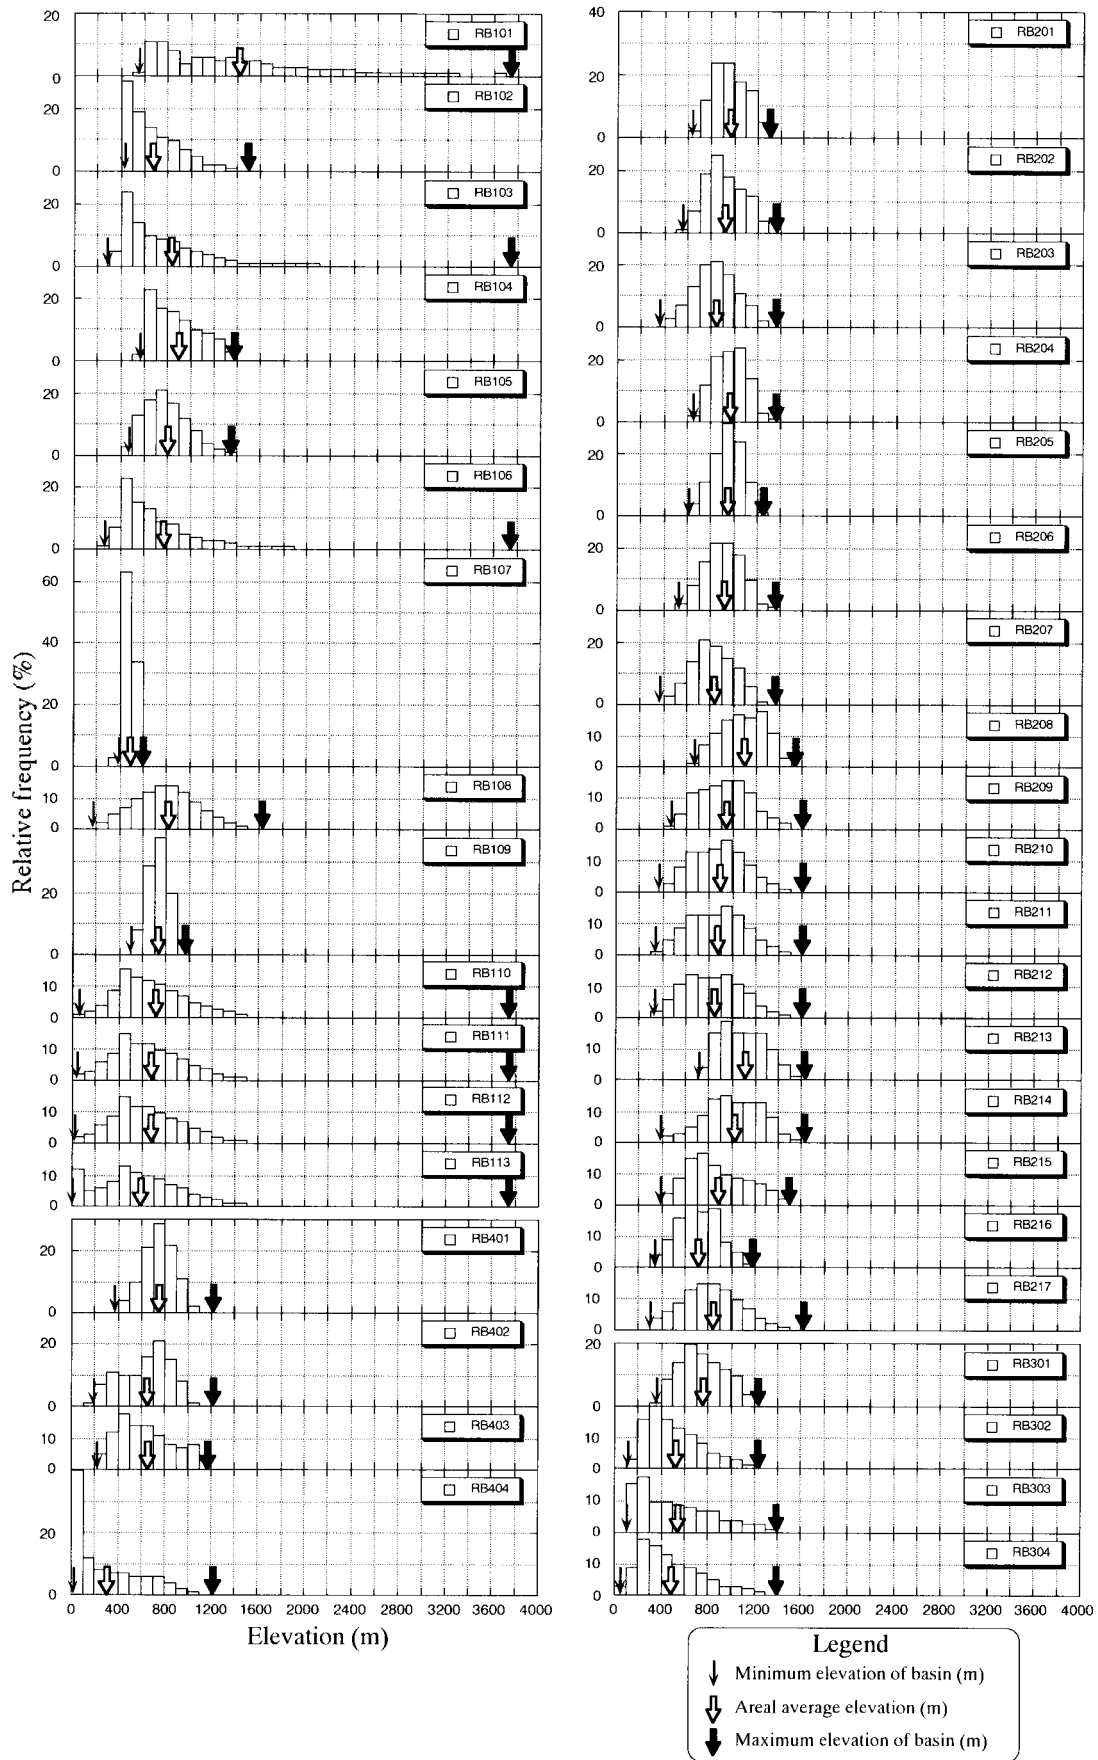 20
10
0
RB101
20
0
RB102
20
0
RB103
20
0
RB104
20
0
RB105
20
0
RB106
60
40
20
0
RB107
10
0
RB108
20
0
RB109
10
0
RB110
10
0
RB111
10
0
RB112
10
0
RB113
20
0
RB401
20
0
RB402
10
0
RB403
20
0
RB404
0 400 800 1200 1600 2000 2400 2800 3200 3600 4000
Elevation (m)
Relative frequency (%)
40
20
0
RB201
20
0
RB202
20
0
RB203
20
0
RB204
20
0
RB205
20
0
RB206
20
0
RB207
10
0
RB208
10
0
RB209
10
0
RB210
10
0
RB211
10
0
RB212
10
0
RB213
10
0
RB214
10
0
RB215
10
0
RB216
10
0
RB217
20
10
0
RB301
10
0
RB302
10
0
RB303
10
0
RB304
0 400 800 1200 1600 2000 2400 2800 3200 3600 4000
Legend
Minimum elevation of basin (m)
Areal average elevation (m)
Maximum elevation of basin (m)